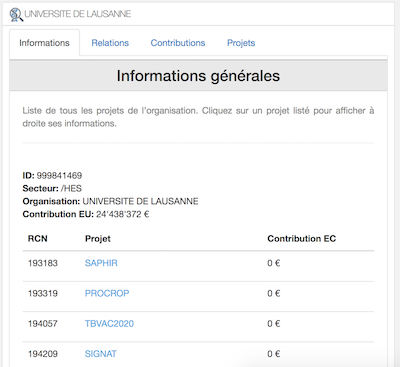 UNIVERSITE DE LAUSANNE
Informations Relations Contributions Projets
Informations générales
Liste de tous les projets de l'organisation. Cliquez sur un projet listé pour afficher à
droite ses informations.
ID: 999841469
Secteur: /HES
Organisation: UNIVERSITE DE LAUSANNE
Contribution EU: 24'438'372 €
RCN Projet Contribution EC
193183 SAPHIR 0 €
193319 PROCROP 0 €
194057 TBVAC2020 0 €
194209 SIGNAT 0 €